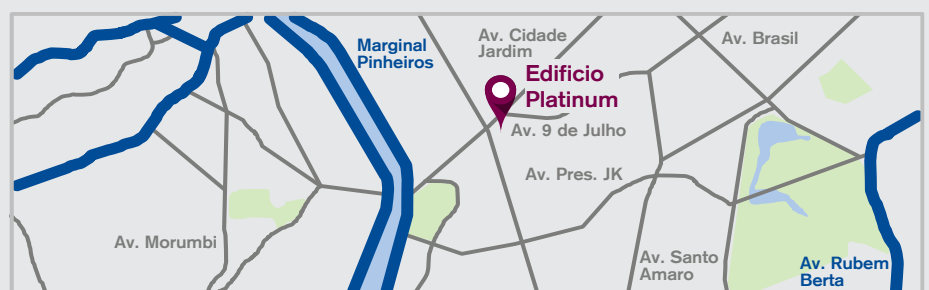 Av. Cidade
Jardim
Av. Brasil
Marginal
Pinheiros
Edificio
Platinum
Av. 9 de Julho
Av. Pres. JK
Av. Morumbi
Av. Santo
Amaro
Av. Rubem
Berta